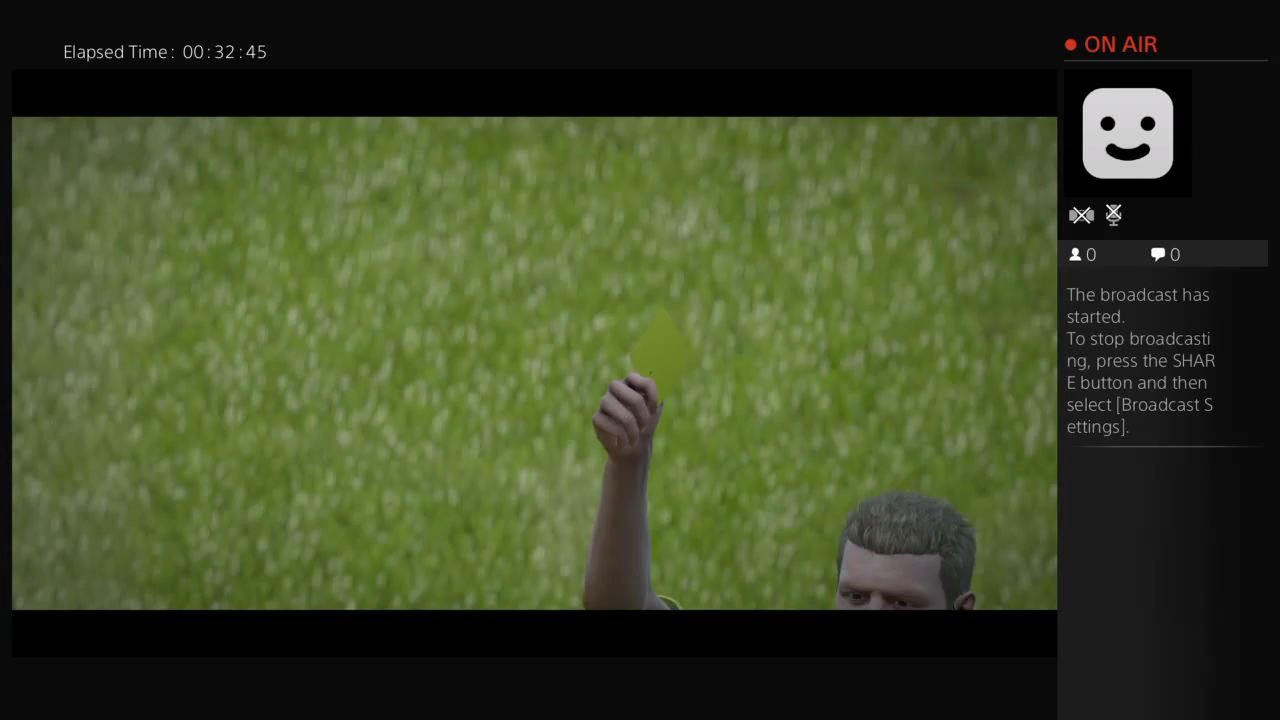 Elapsed Time: 00:32:45
ON AIR
0 0
The broadcast has
started.
To stop broadcasti
ng, press the SHAR
E button and then
select [Broadcast S
ettings].